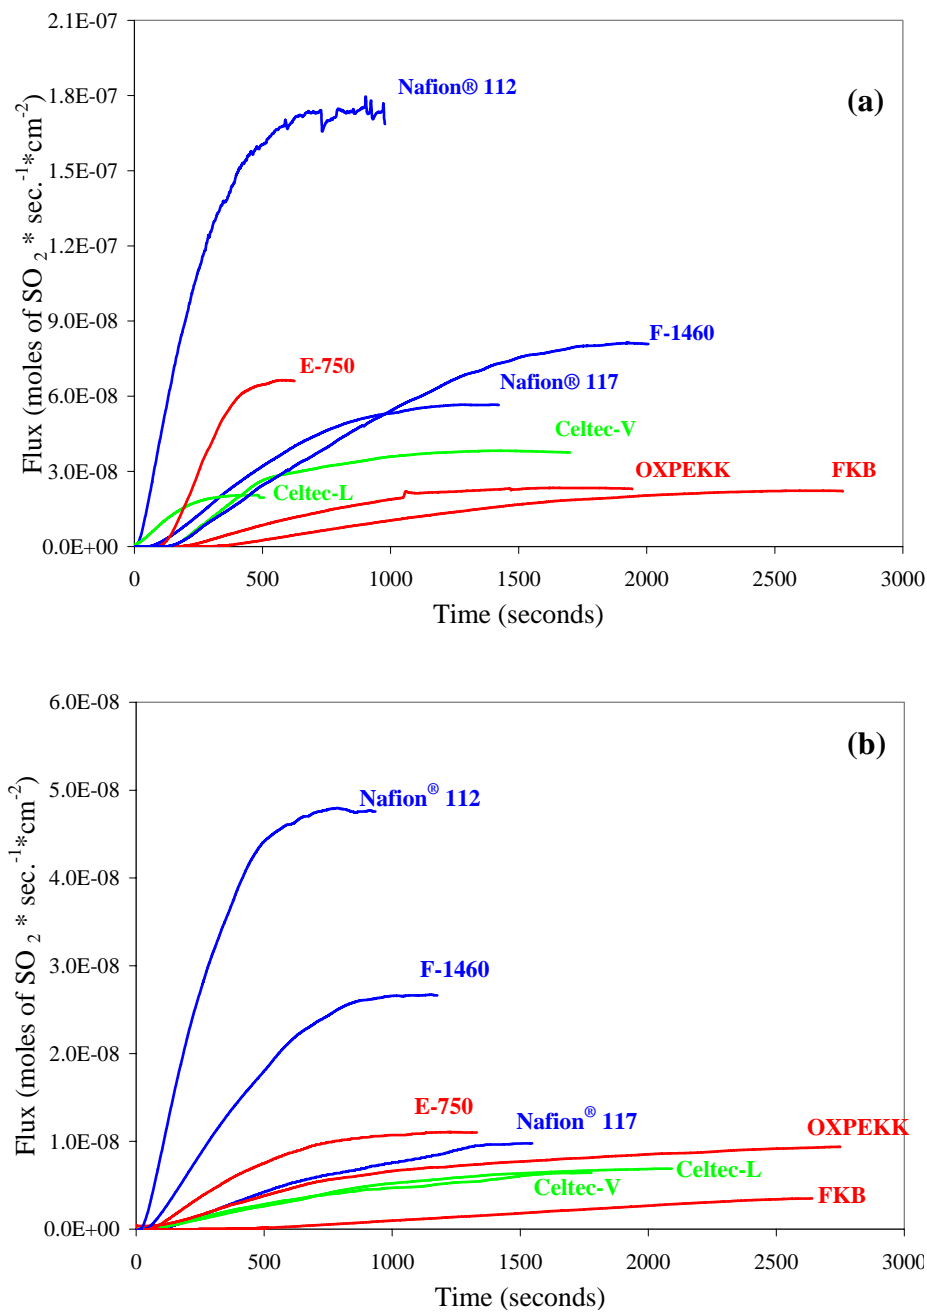 2.1E-07
1.8E-07
1.5E-07
1.2E-07
9.0E-08
6.0E-08
3.0E-08
0.0E+00
Flux (moles of SO2 * sec.-1*cm-2)
Nafion® 112
(a)
F-1460
E-750
Nafion® 117
Celtec-V
OXPEKK
FKB
Celtec-L
0
500
1000
1500
2000
2500
3000
Time (seconds)
6.0E-08
5.0E-08
4.0E-08
3.0E-08
2.0E-08
1.0E-08
0.0E+00
Flux (moles of SO2 * sec.-1*cm-2)
(b)
Nafion® 112
F-1460
E-750
Nafion® 117
OXPEKK
Celtec-L
Celtec-V
FKB
0
500
1000
1500
2000
2500
3000
Time (seconds)